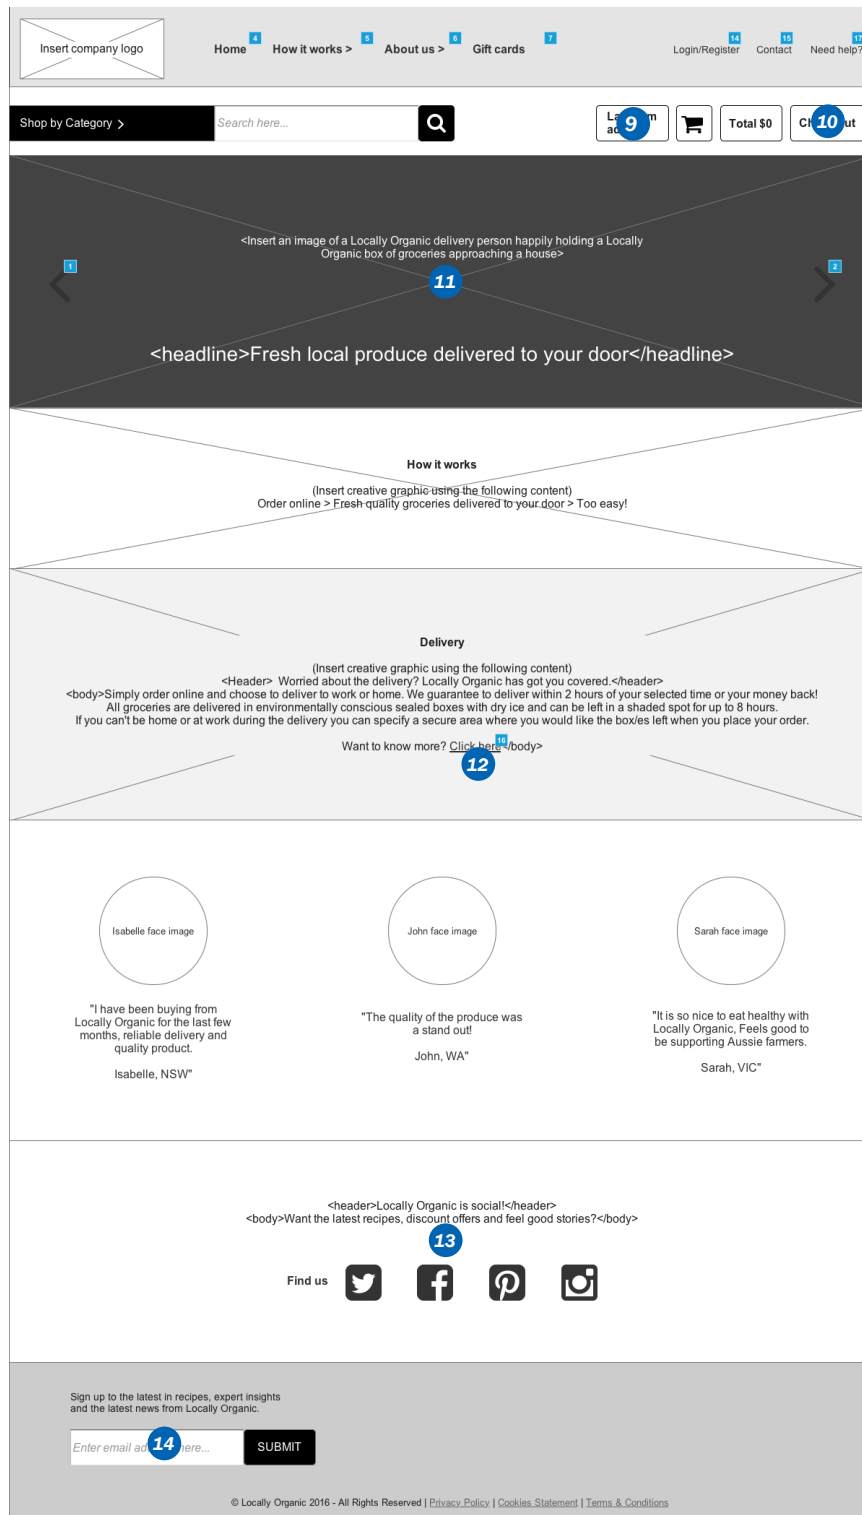 Insert company logo
Home 4 How it works > 5 About us > 6 Gift cards 7
14 15 17
Login/Register Contact Need help?
Shop by Category
Search here...
9
Total $0
10
<Insert an image of a Locally Organic delivery person happily holding a Locally
Organic box of groceries approaching a house>
1
2
11
<headline>Fresh local produce delivered to your door</headline>
How it works
(Insert creative graphic using the following content)
Order online > Fresh quality groceries delivered to your door > Too easy!
Delivery
(Insert creative graphic using the following content)
<Header> Worried about the delivery? Locally Organic has got you covered.</header>
<body>Simply order online and choose to deliver to work or home. We guarantee to deliver within 2 hours of your selected time or your money back!
All groceries are delivered in environmentally conscious sealed boxes with dry ice and can be left in a shaded spot for up to 8 hours.
If you can't be home or at work during the delivery you can specify a secure area where you would like the box/es left when you place your order.
16
Want to know more? Click here</body>
12
Isabelle face image
"I have been buying from
Locally Organic for the last few
months, reliable delivery and
quality product.
Isabelle, NSW"
John face image
"The quality of the produce was
a stand out!
John, WA"
Sarah face image
"It is so nice to eat healthy with
Locally Organic, Feels good to
be supporting Aussie farmers.
Sarah, VIC"
<header>Locally Organic is social!</header>
<body>Want the latest recipes, discount offers and feel good stories?</body>
13
Find us
Sign up to the latest in recipes, expert insights
and the latest news from Locally Organic.
Enter email here...
14
SUBMIT
© Locally Organic 2016 - All Rights Reserved | Privacy Policy | Cookies Statement | Terms & Conditions